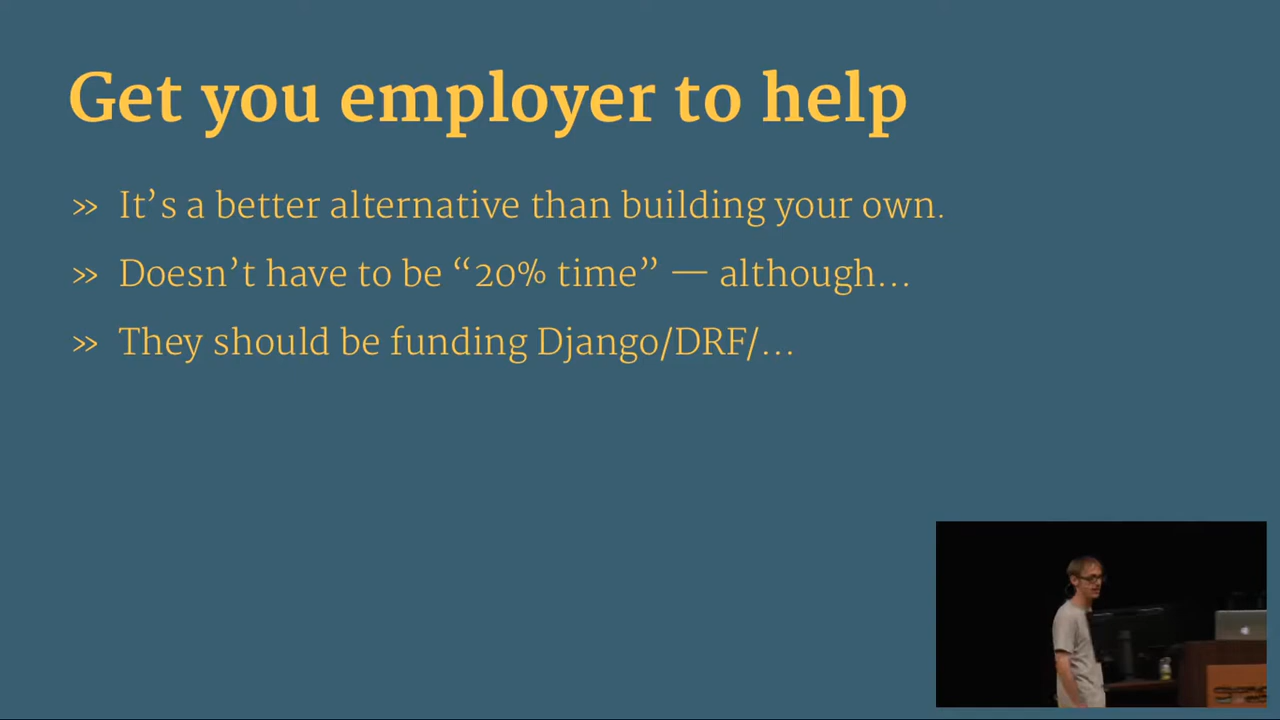 Get you employer to help
» It’s a better alternative than building your own.
» Doesn’t have to be “20% time” — although…
» They should be funding Django/DRF/…